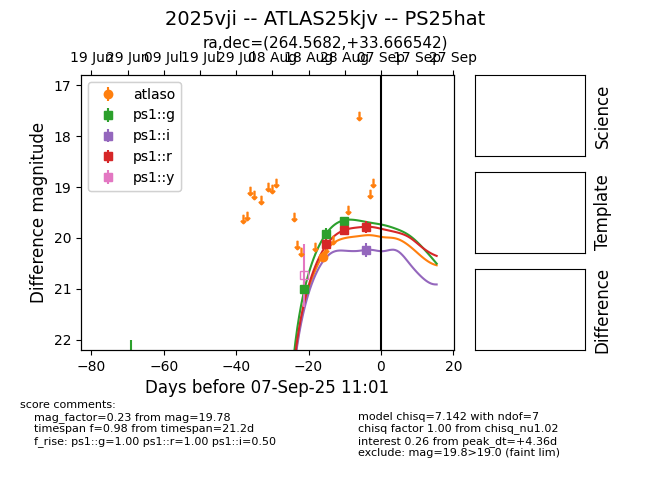 2025vji -- ATLAS25kjv -- PS25hat
ra,dec=(264.5682,+33.666542)
19 Jun 29 Jun 09 Jul 19 Jul 29 Jul 08 Aug 18 Aug 28 Aug 07 Sep 17 Sep 27 Sep
atlaso
ps1::g
ps1::i
ps1::r
ps1::y
17
18
19
20
21
22
Difference magnitude
−80 −60 −40 −20 0 20
Days before 07-Sep-25 11:01
Science
Template
Difference
score comments:
mag_factor=0.23 from mag=19.78
timespan f=0.98 from timespan=21.2d
f_rise: ps1::g=1.00 ps1::r=1.00 ps1::i=0.50
model chisq=7.142 with ndof=7
chisq factor 1.00 from chisq_nu1.02
interest 0.26 from peak_dt=+4.36d
exclude: mag=19.8>19.0 (faint lim)